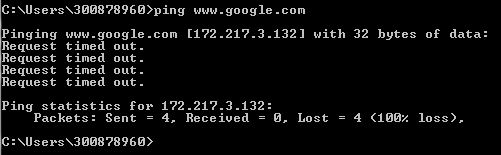 C:\Users\300878960>ping www.google.com
Pinging www.google.com [172.217.3.132] with 32 bytes of data:
Request timed out.
Request timed out.
Request timed out.
Request timed out.
Ping statistics for 172.217.3.132:
    Packets: Sent = 4, Received = 0, Lost = 4 (100% loss),
C:\Users\300878960>